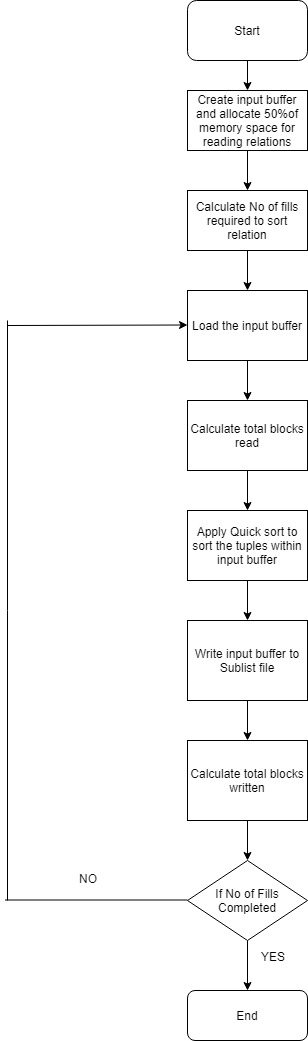 Start
Create input buffer
and allocate 50%of
memory space for
reading relations
Calculate No of fills
required to sort
relation
Load the input buffer
Calculate total blocks
read
Apply Quick sort to
sort the tuples within
input buffer
Write input buffer to
Sublist file
Calculate total blocks
written
If No of Fills
Completed
NO
YES
End